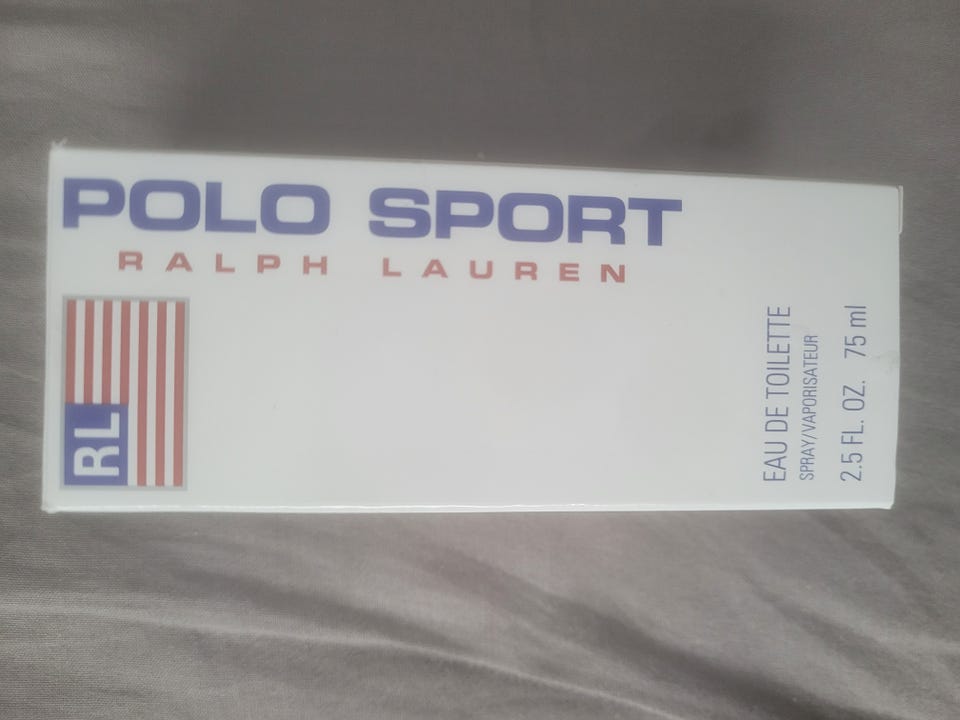 POLO SPORT
RALPH LAUREN
RL
EAU DE TOILETTE
SPRAY/VAPORISATEUR
2.5 FL. OZ. 75 ml